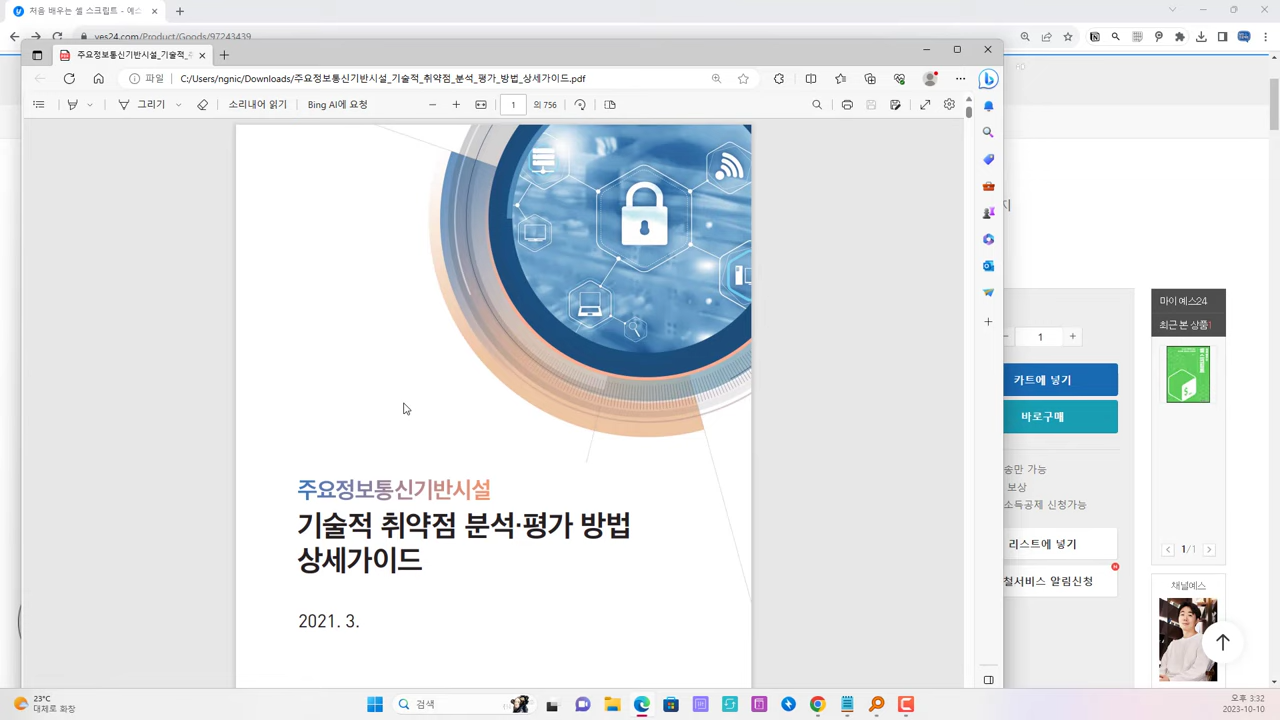 처음 배우는 셸 스크립트 - 예스
yes24.com/Product/Goods/97243439
주요정보통신기반시설_기술적_
파일
C:/Users/ngnic/Downloads/주요정보통신기반시설_기술적_취약점_분석_평가_방법_상세가이드.pdf
그리기
소리내어 읽기
Bing AI에 요청
1
의 756
주요정보통신기반시설
기술적 취약점 분석·평가 방법
상세가이드
2021. 3.
지
1
카트에 넣기
바로구매
송만 가능
보상
소득공제 신청가능
리스트에 넣기
철서비스 알림신청
N
마이 예스24
최근 본 상품1
1/1
채널예스
23°C
대체로 화창
검색
오후 3:32
2023-10-10